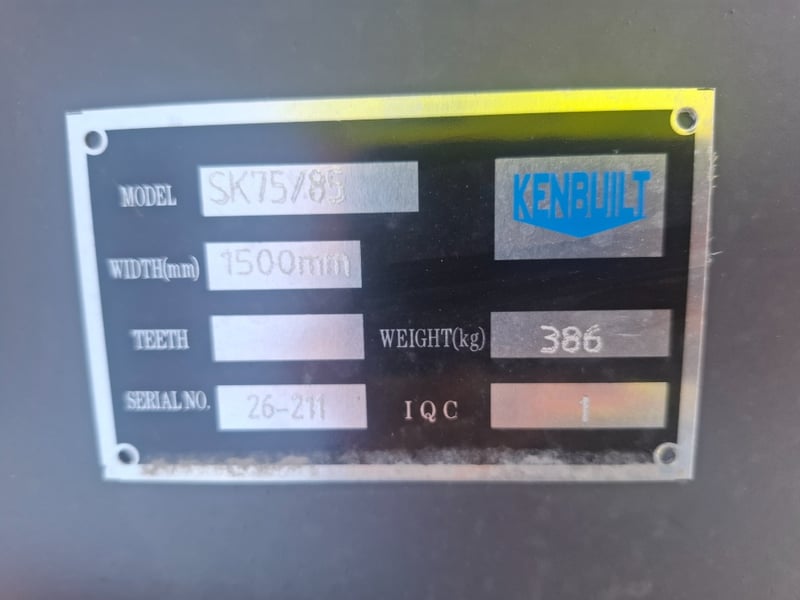 MODEL SK75/85
KENBUILT
WIDTH(mm) 1500mm
TEETH
WEIGHT(kg) 386
SERIAL NO. 26-211
IQC 1